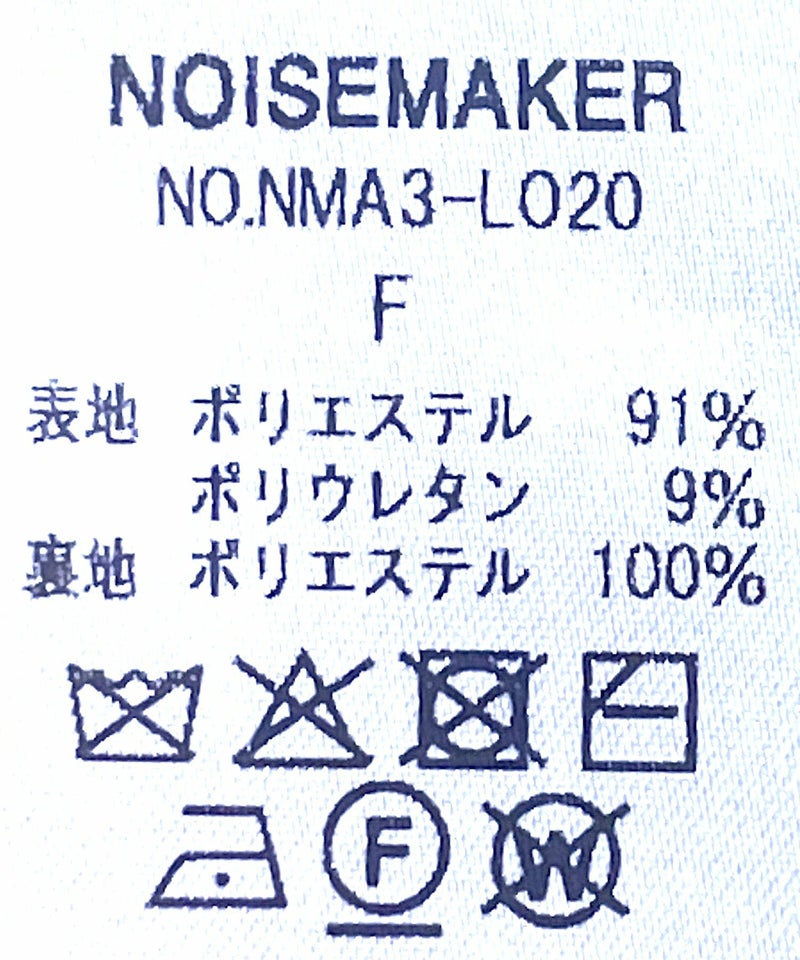 NOISEMAKER
NO.NMA3-L020
F
表地 ポリエステル 91%
ポリウレタン 9%
裏地 ポリエステル 100%
F W